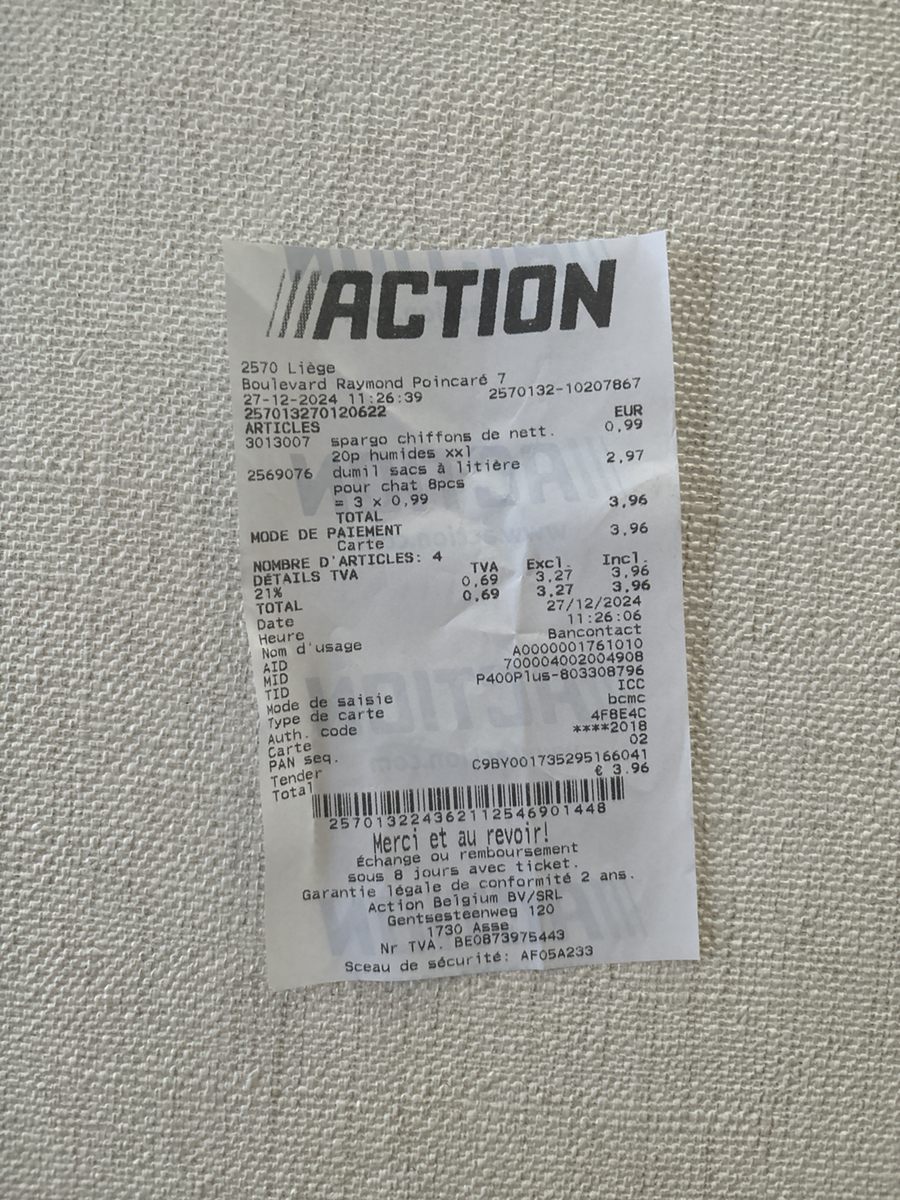 ACTION
2570 Liège
Boulevard Raymond Poincaré 7
27-12-2024 11:26:39 2570132-10207867
257013270120622
ARTICLES EUR
3013007 spargo chiffons de nett. 0,99
20p humides xxl
2569076 dumil sacs à litière 2,97
pour chat 8pcs
= 3 x 0,99
TOTAL 3,96
MODE DE PAIEMENT
Carte 3,96
NOMBRE D'ARTICLES: 4
DÉTAILS TVA TVA Excl. Incl.
21% 0,69 3,27 3,96
TOTAL 0,69 3,27 3,96
Date 27/12/2024
Heure 11:26:06
Nom d'usage Bancontact
AID A0000001761010
MID 700004002004908
TID P400Plus-803308796
Mode de saisie ICC
Type de carte bcmc
Auth. code 4F8E4C
Carte ****2018
PAN seq. 02
Tender C9BY001735295166041
Total € 3.96
257013224362112546901448
Merci et au revoir!
Échange ou remboursement
sous 8 jours avec ticket.
Garantie légale de conformité 2 ans.
Action Belgium BV/SRL
Gentsesteenweg 120
1730 Asse
Nr TVA. BE0873975443
Sceau de sécurité: AF05A233